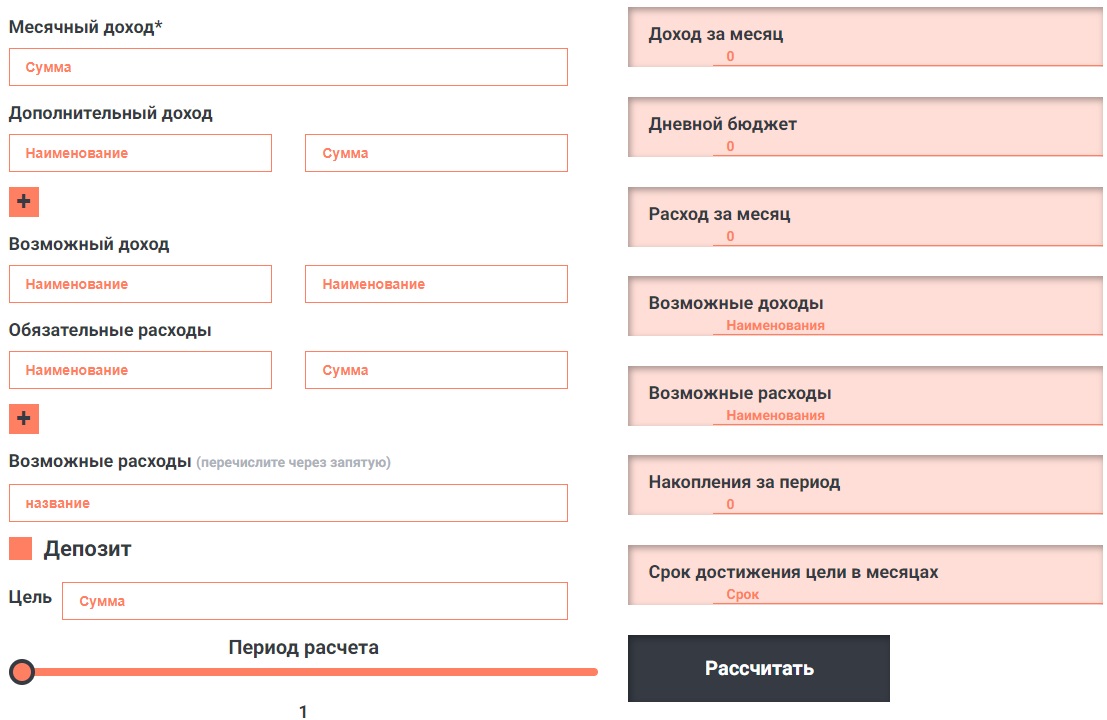 Месячный доход*
Сумма
Дополнительный доход
Наименование
Сумма
+
Возможный доход
Наименование
Наименование
Обязательные расходы
Наименование
Сумма
+
Возможные расходы (перечислите через запятую)
название
Депозит
Цель
Сумма
Период расчета
1
Доход за месяц
0
Дневной бюджет
0
Расход за месяц
0
Возможные доходы
Наименования
Возможные расходы
Наименования
Накопления за период
0
Срок достижения цели в месяцах
Срок
Рассчитать